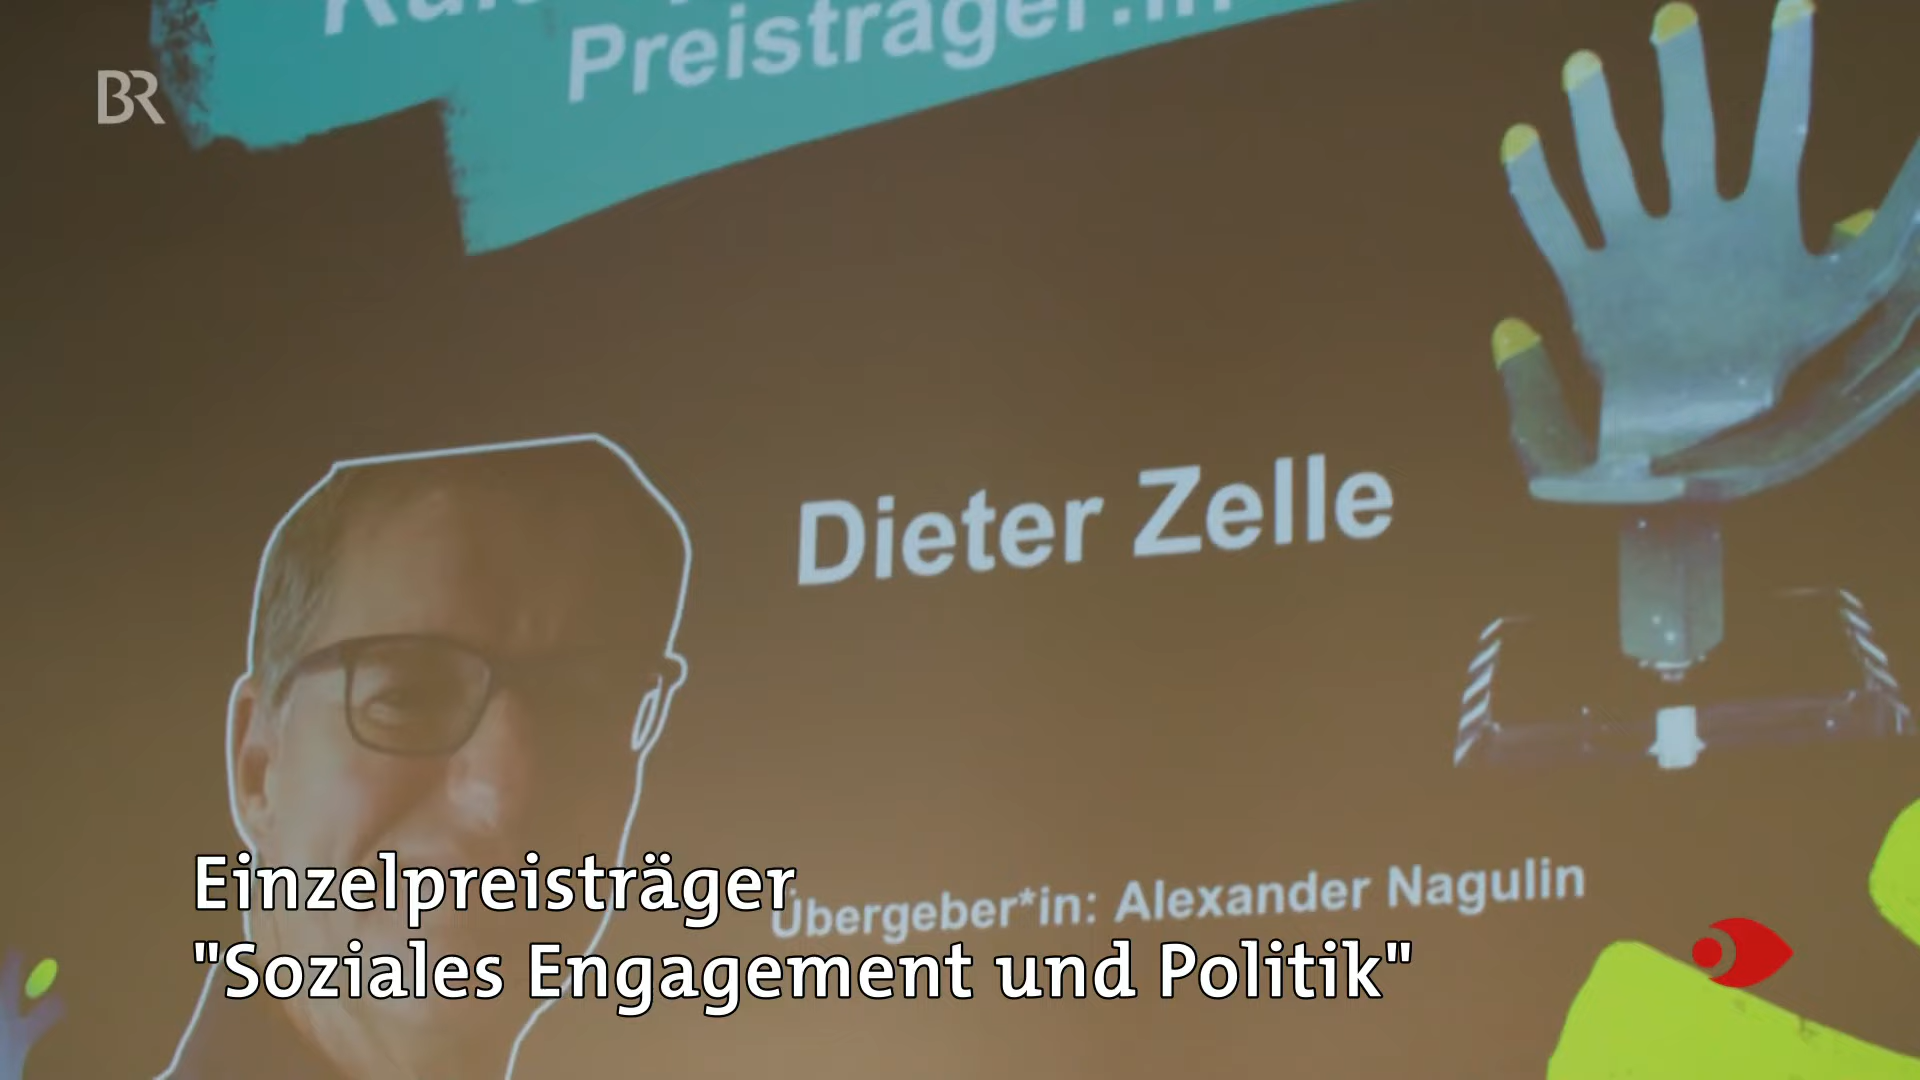 BR
Preisträger:in
Dieter Zelle
Übergeber*in: Alexander Nagulin
Einzelpreisträger
"Soziales Engagement und Politik"